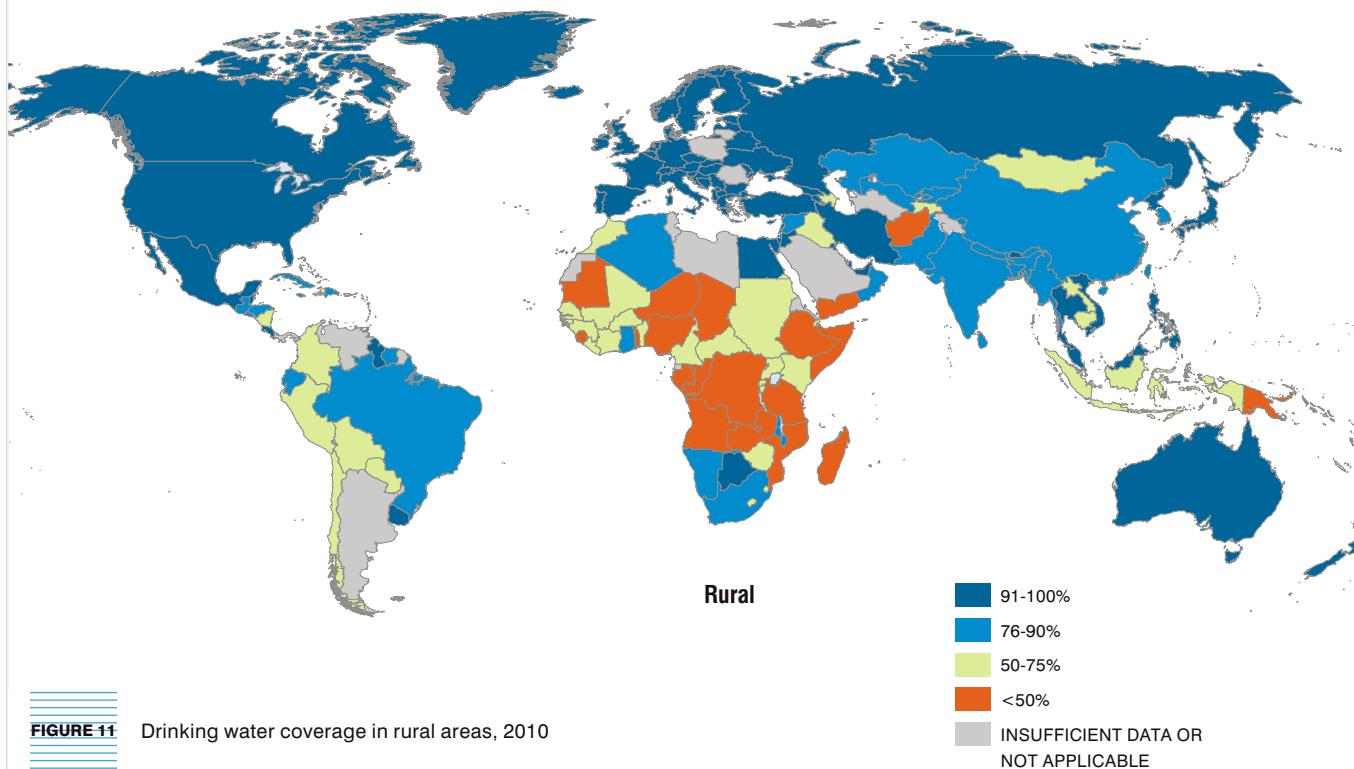 Rural
91-100%
76-90%
50-75%
<50%
INSUFFICIENT DATA OR
NOT APPLICABLE
FIGURE 11 Drinking water coverage in rural areas, 2010